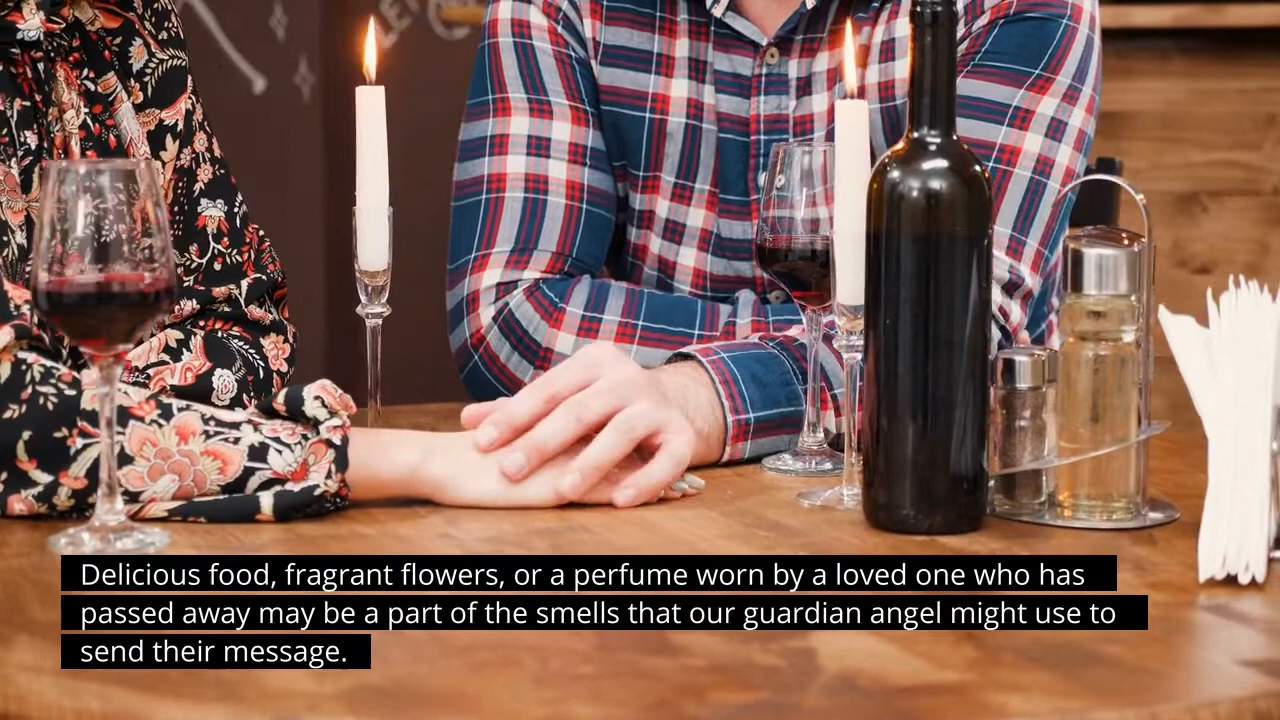 Delicious food, fragrant flowers, or a perfume worn by a loved one who has
passed away may be a part of the smells that our guardian angel might use to
send their message.